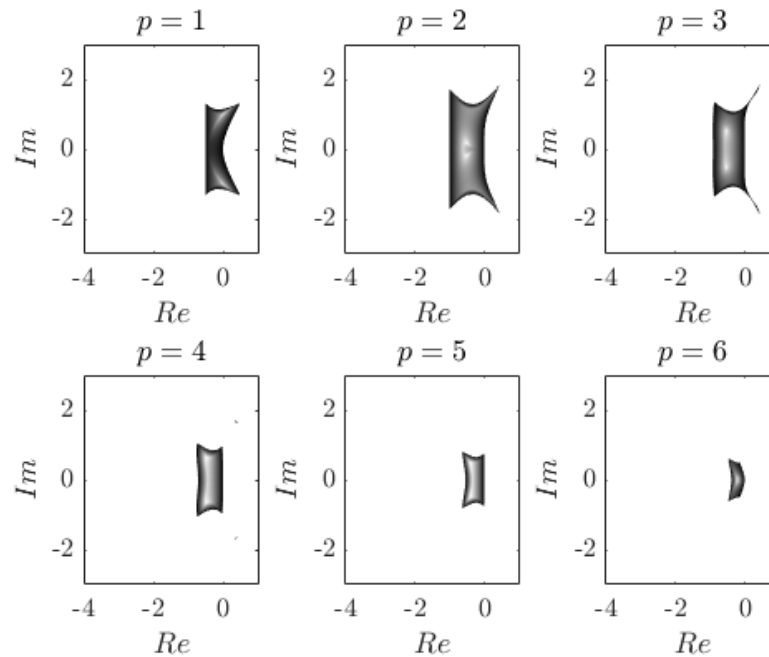 p = 1 p = 2 p = 3
2 2 2
Im 0 Im 0 Im 0
-2 -2 -2
-4 -2 0 -4 -2 0 -4 -2 0
Re Re Re
p = 4 p = 5 p = 6
2 2 2
Im 0 Im 0 Im 0
-2 -2 -2
-4 -2 0 -4 -2 0 -4 -2 0
Re Re Re